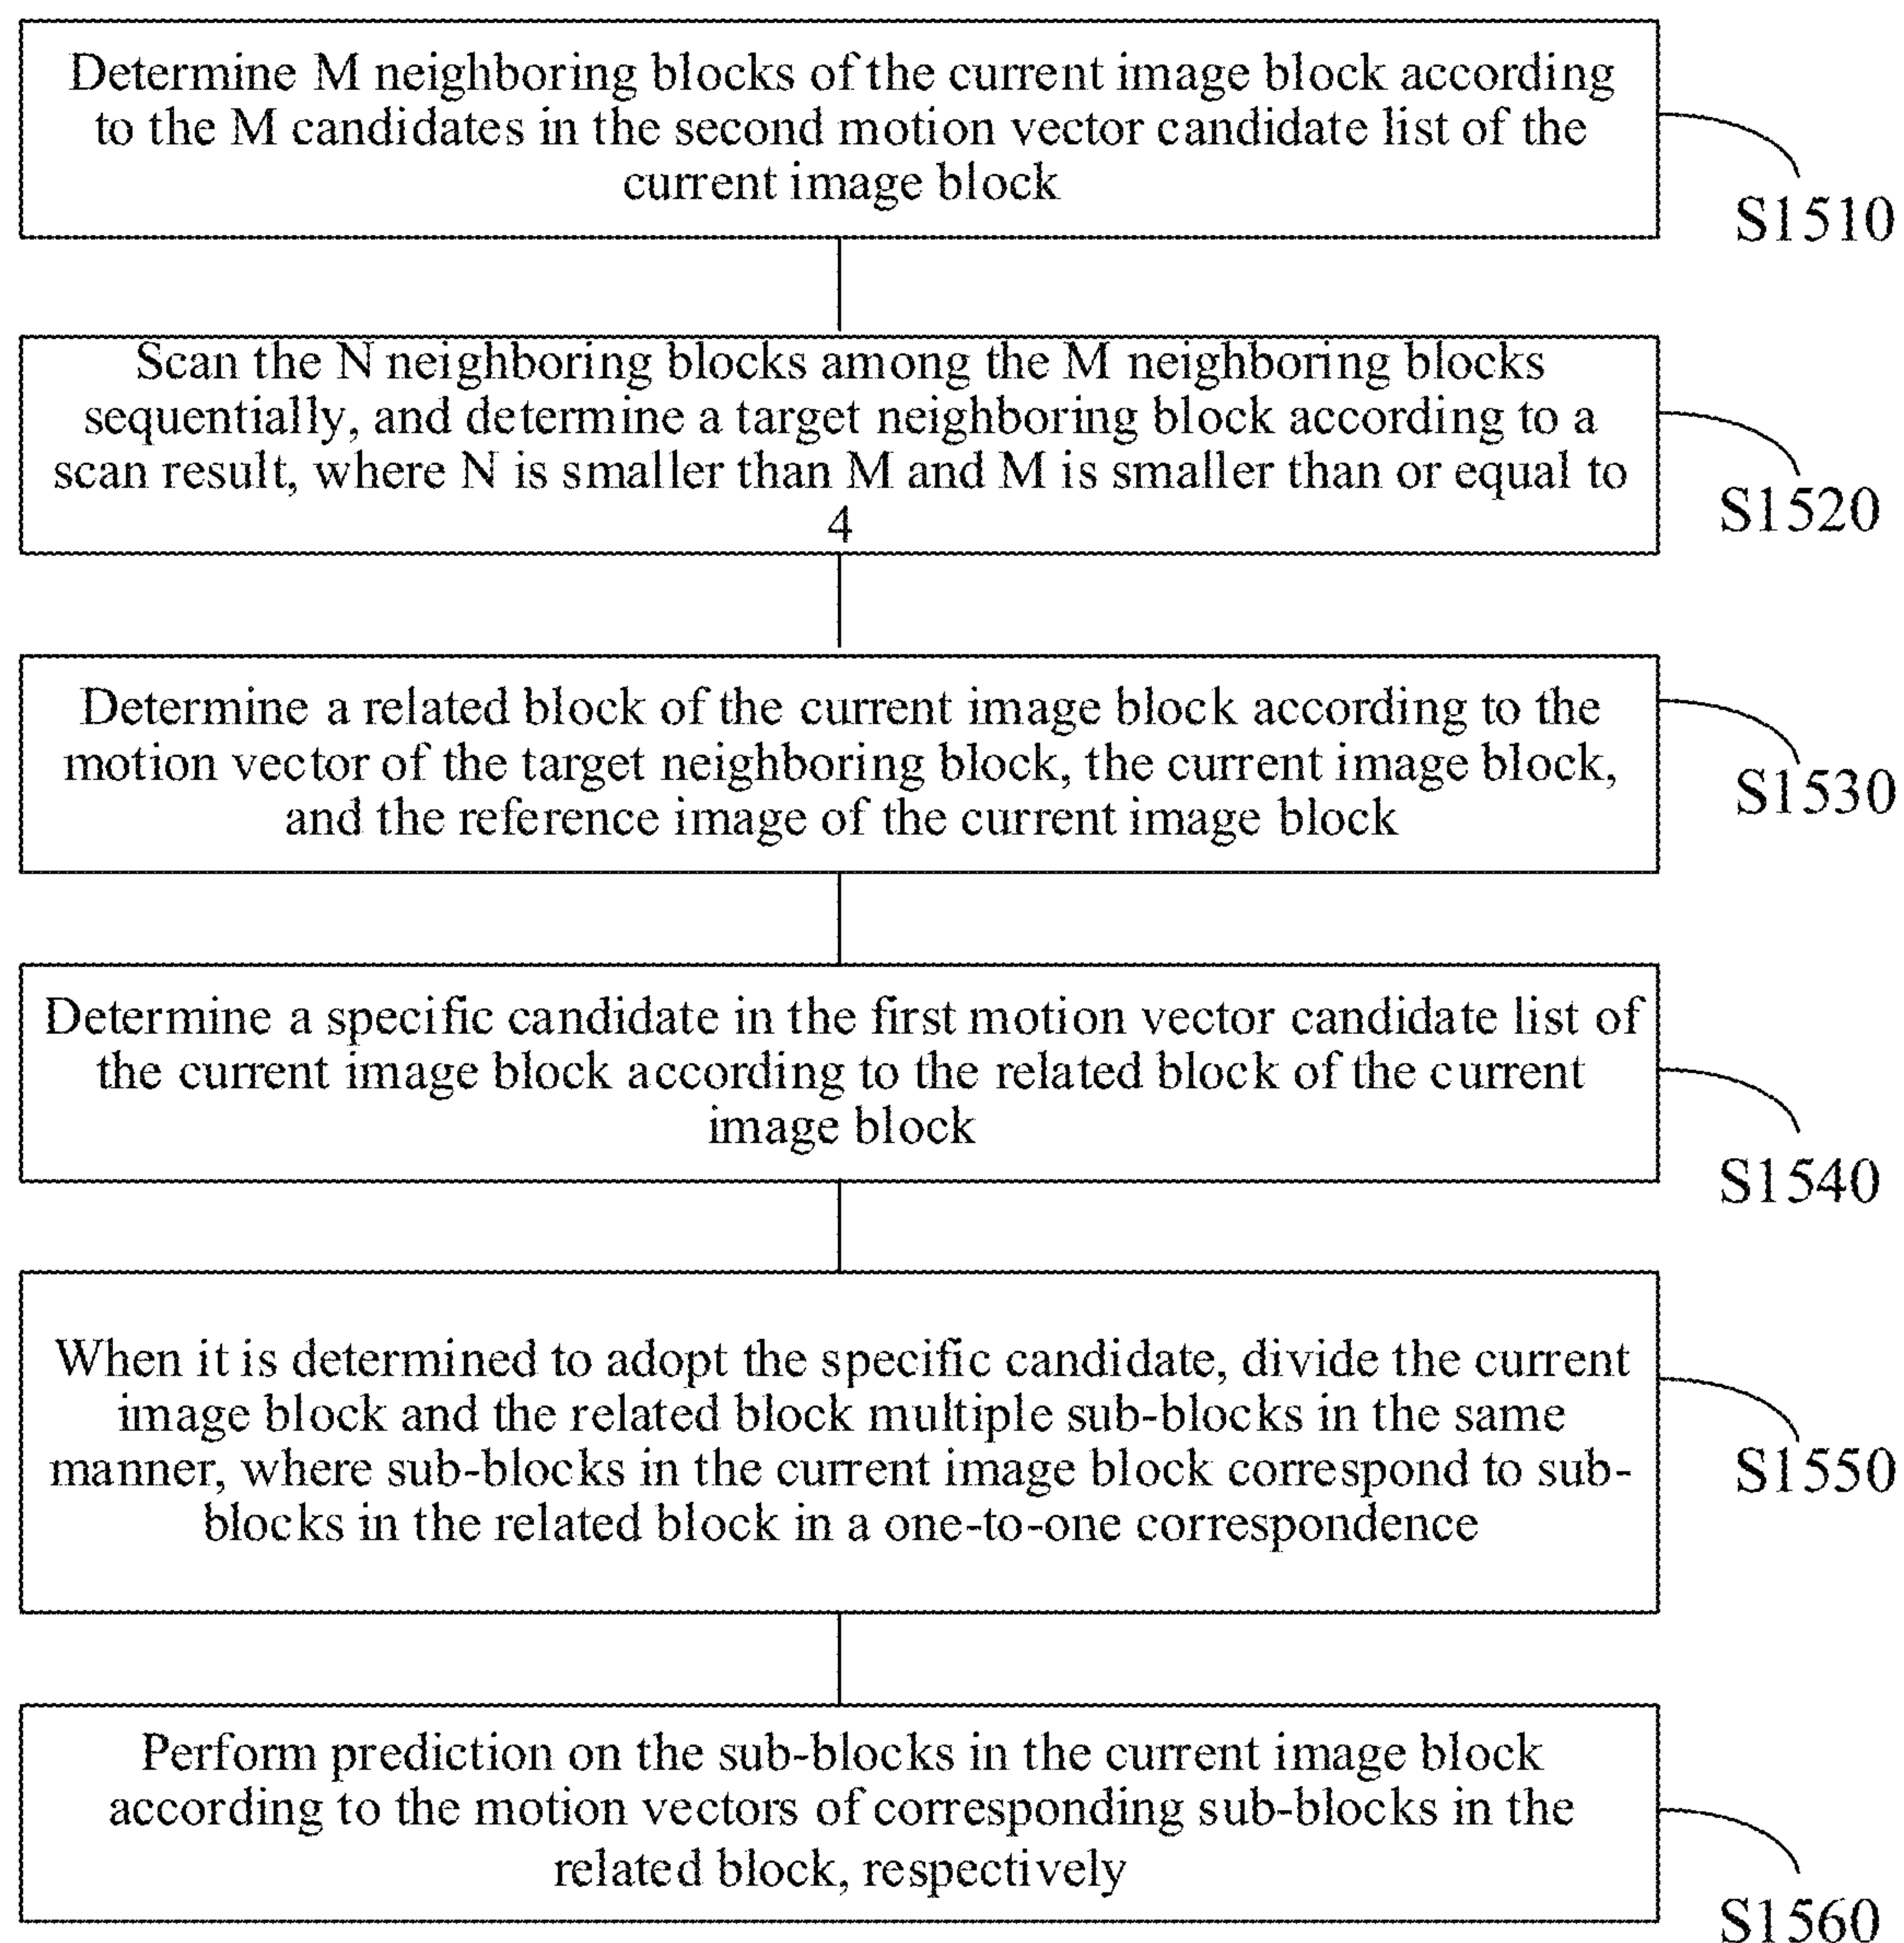 Determine M neighboring blocks of the current image block according
to the M candidates in the second motion vector candidate list of the
current image block
S1510
Scan the N neighboring blocks among the M neighboring blocks
sequentially, and determine a target neighboring block according to a
scan result, where N is smaller than M and M is smaller than or equal to
4
S1520
Determine a related block of the current image block according to the
motion vector of the target neighboring block, the current image block,
and the reference image of the current image block
S1530
Determine a specific candidate in the first motion vector candidate list of
the current image block according to the related block of the current
image block
S1540
When it is determined to adopt the specific candidate, divide the current
image block and the related block multiple sub-blocks in the same
manner, where sub-blocks in the current image block correspond to sub-
blocks in the related block in a one-to-one correspondence
S1550
Perform prediction on the sub-blocks in the current image block
according to the motion vectors of corresponding sub-blocks in the
related block, respectively
S1560